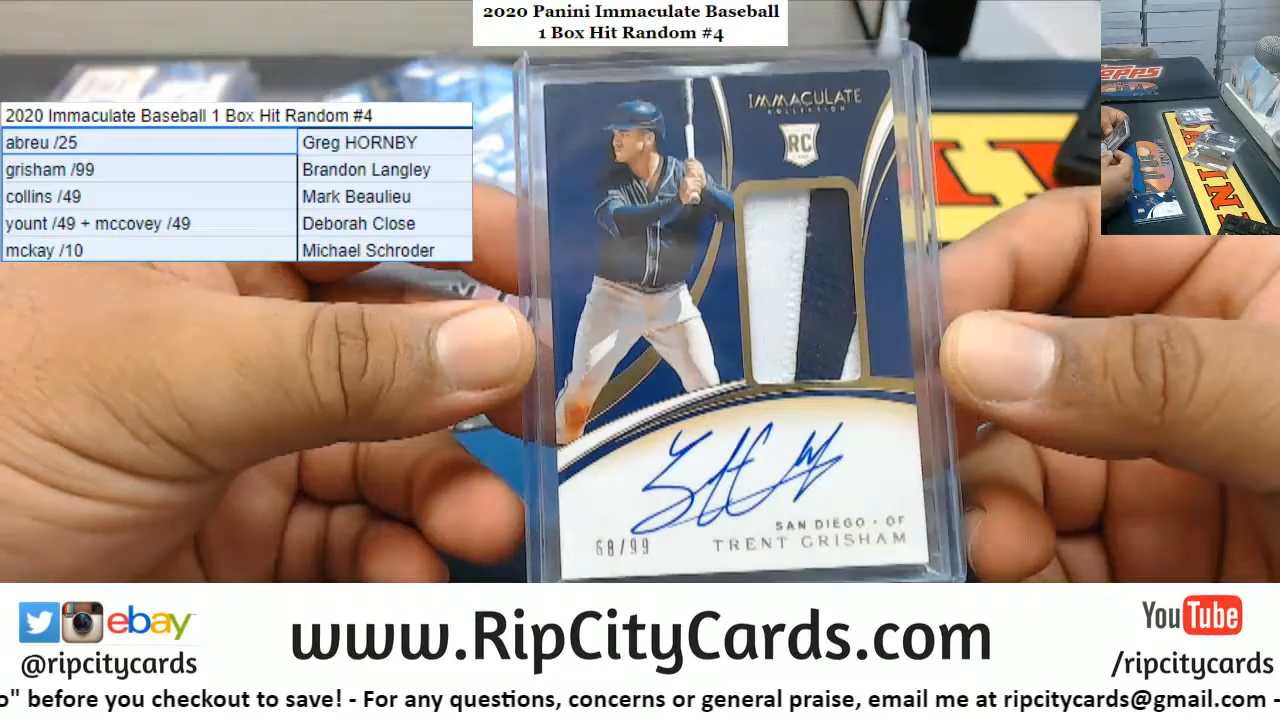 2020 Panini Immaculate Baseball
1 Box Hit Random #4
2020 Immaculate Baseball 1 Box Hit Random #4
abreu /25 Greg HORNBY
grisham /99 Brandon Langley
collins /49 Mark Beaulieu
yount /49 + mccovey /49 Deborah Close
mckay /10 Michael Schroder
IMMACULATE
COLLECTION
RC
SAN DIEGO · OF
TRENT GRISHAM
68/99
TOPPS
ebay
www.RipCityCards.com
YouTube
@ripcitycards
/ripcitycards
o" before you checkout to save! - For any questions, concerns or general praise, email me at ripcitycards@gmail.com -